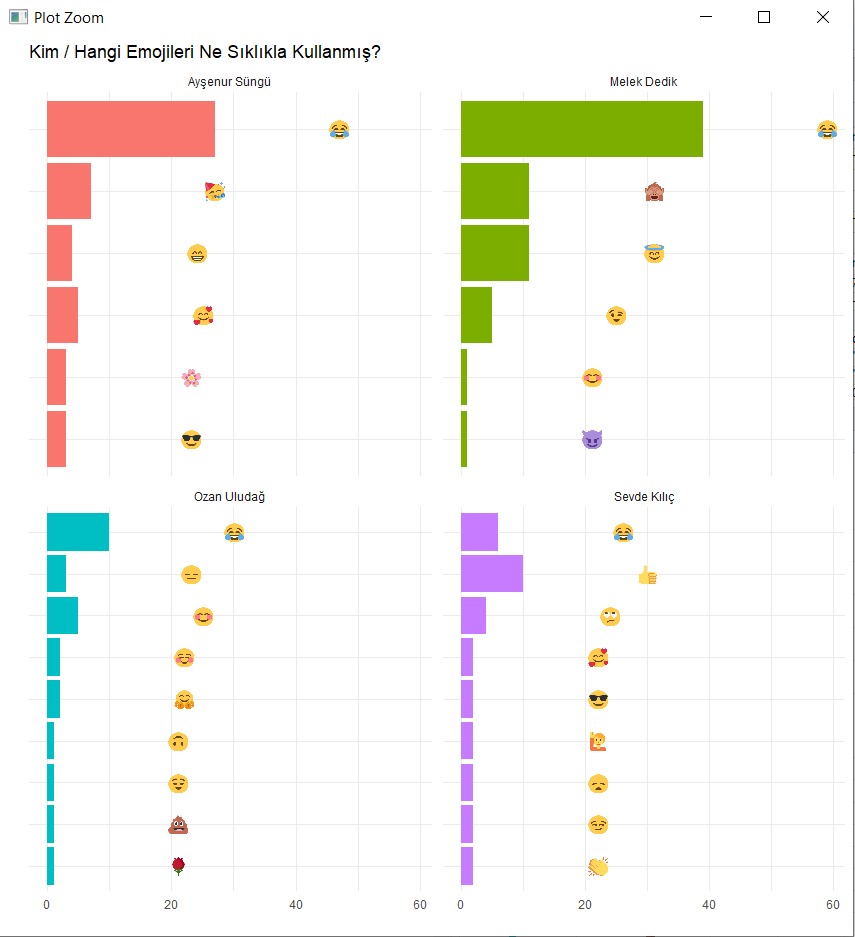 Plot Zoom
Kim / Hangi Emojileri Ne Sıklıkla Kullanmış?
Ayşenur Süngü
Melek Dedik
Ozan Uludağ
Sevde Kılıç
0 20 40 60
0 20 40 60